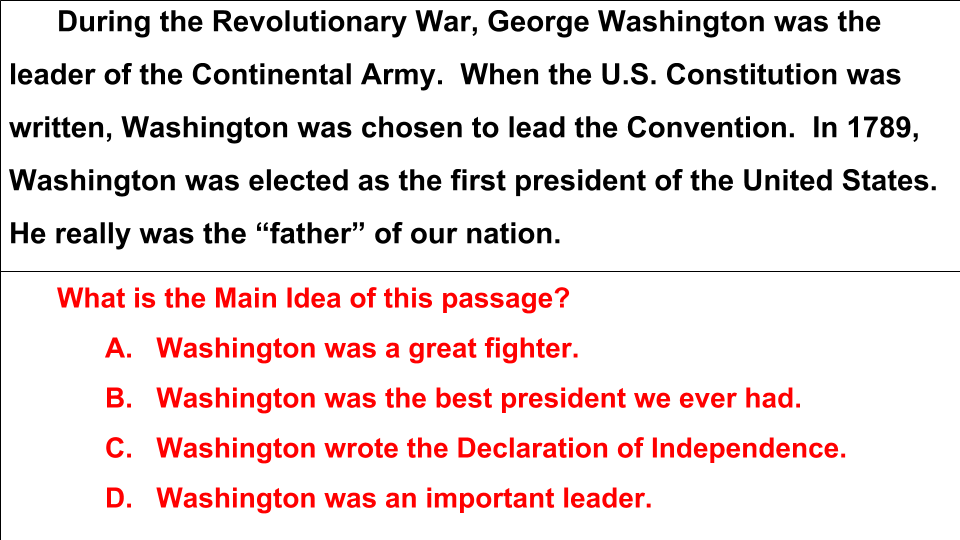 During the Revolutionary War, George Washington was the
leader of the Continental Army.  When the U.S. Constitution was
written, Washington was chosen to lead the Convention.  In 1789,
Washington was elected as the first president of the United States.
He really was the “father” of our nation.
What is the Main Idea of this passage?
A. Washington was a great fighter.
B. Washington was the best president we ever had.
C. Washington wrote the Declaration of Independence.
D. Washington was an important leader.